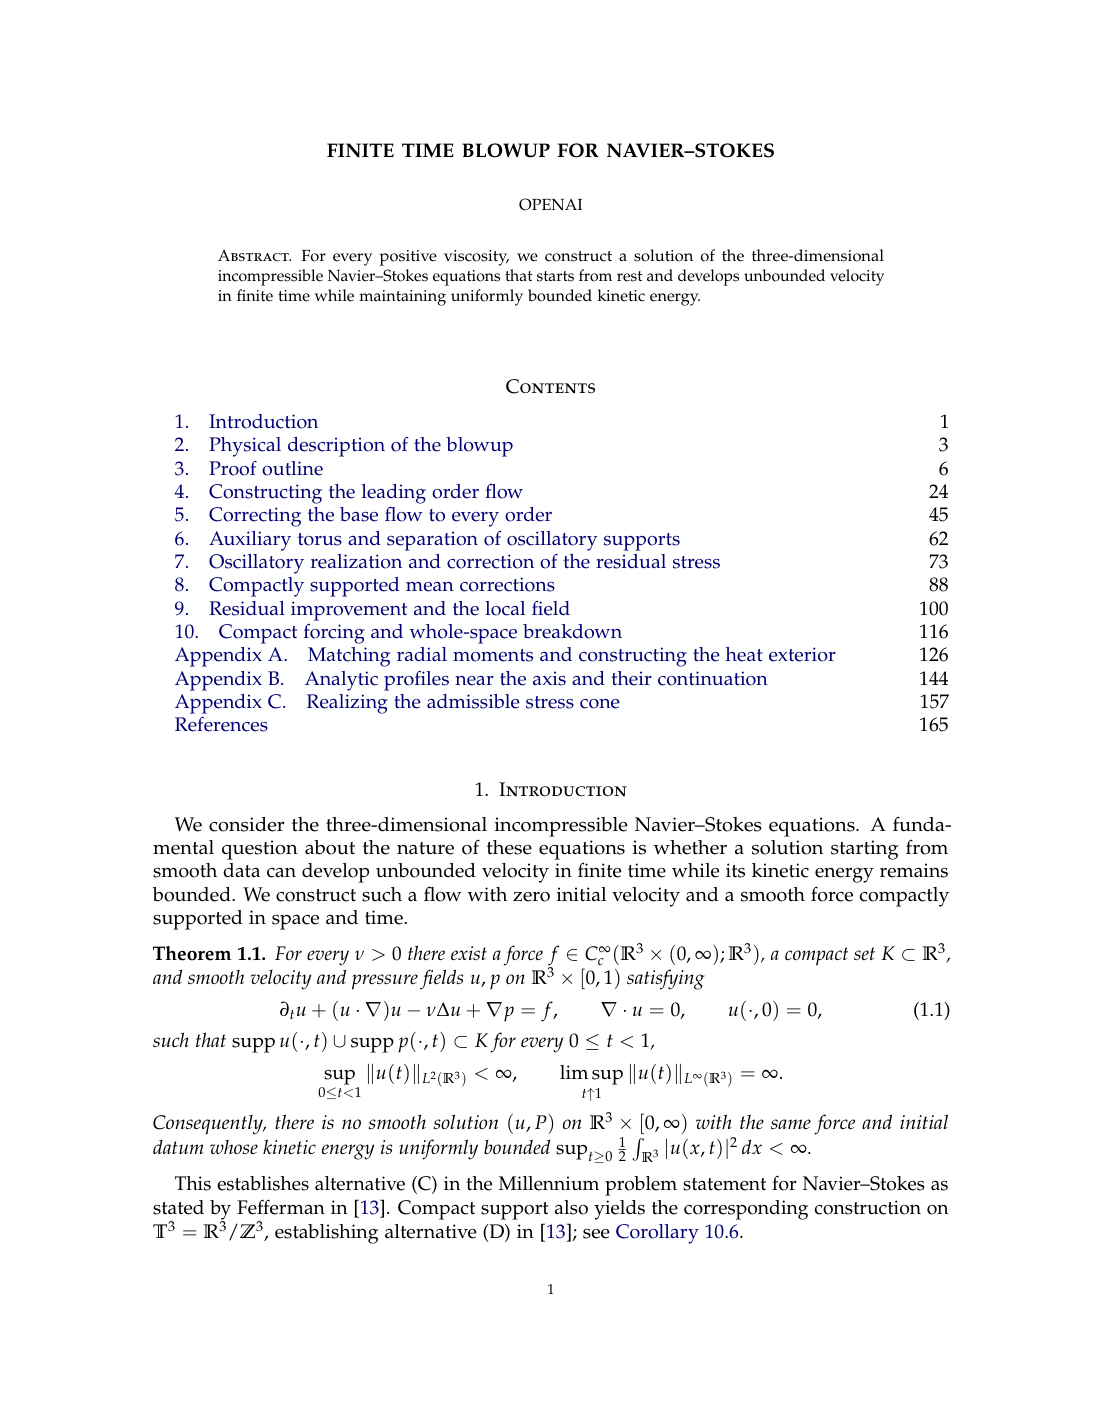 FINITE TIME BLOWUP FOR NAVIER–STOKES
OPENAI
ABSTRACT. For every positive viscosity, we construct a solution of the three-dimensional
incompressible Navier–Stokes equations that starts from rest and develops unbounded velocity
in finite time while maintaining uniformly bounded kinetic energy.
CONTENTS
1. Introduction 1
2. Physical description of the blowup 3
3. Proof outline 6
4. Constructing the leading order flow 24
5. Correcting the base flow to every order 45
6. Auxiliary torus and separation of oscillatory supports 62
7. Oscillatory realization and correction of the residual stress 73
8. Compactly supported mean corrections 88
9. Residual improvement and the local field 100
10. Compact forcing and whole-space breakdown 116
Appendix A. Matching radial moments and constructing the heat exterior 126
Appendix B. Analytic profiles near the axis and their continuation 144
Appendix C. Realizing the admissible stress cone 157
References 165
1. INTRODUCTION
We consider the three-dimensional incompressible Navier–Stokes equations. A funda-
mental question about the nature of these equations is whether a solution starting from
smooth data can develop unbounded velocity in finite time while its kinetic energy remains
bounded. We construct such a flow with zero initial velocity and a smooth force compactly
supported in space and time.
Theorem 1.1. For every ν > 0 there exist a force f ∈ C_c^∞(ℝ³ × (0, ∞); ℝ³), a compact set K ⊂ ℝ³,
and smooth velocity and pressure fields u, p on ℝ³ × [0, 1) satisfying
∂_t u + (u · ∇)u − νΔu + ∇p = f, ∇ · u = 0, u(·, 0) = 0, (1.1)
such that supp u(·, t) ∪ supp p(·, t) ⊂ K for every 0 ≤ t < 1,
sup_{0≤t<1} ‖u(t)‖_{L²(ℝ³)} < ∞, lim sup_{t↑1} ‖u(t)‖_{L^∞(ℝ³)} = ∞.
Consequently, there is no smooth solution (u, P) on ℝ³ × [0, ∞) with the same force and initial
datum whose kinetic energy is uniformly bounded sup_{t≥0} ½ ∫_{ℝ³} |u(x, t)|² dx < ∞.
This establishes alternative (C) in the Millennium problem statement for Navier–Stokes as
stated by Fefferman in [13]. Compact support also yields the corresponding construction on
𝕋³ = ℝ³/ℤ³, establishing alternative (D) in [13]; see Corollary 10.6.
1